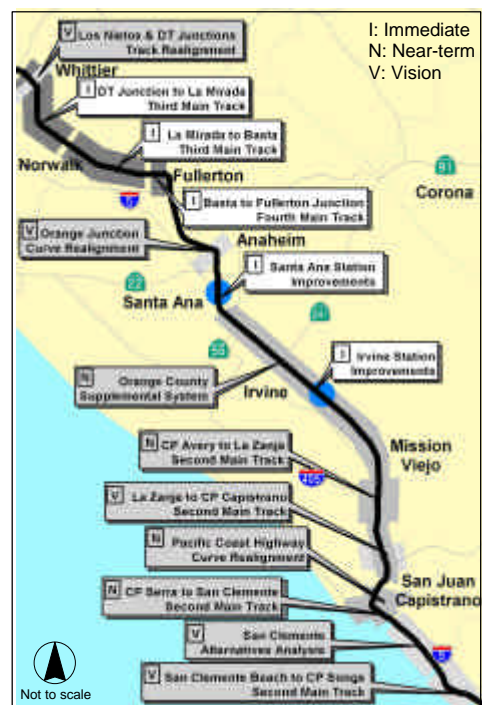 I: Immediate
N: Near-term
V: Vision
V Los Nietos & DT Junctions
Track Realignment
Whittier
I DT Junction to La Mirada
Third Main Track
I La Mirada to Basta
Third Main Track
Norwalk
Fullerton
91
Corona
5
I Basta to Fullerton Junction
Fourth Main Track
V Orange Junction
Curve Realignment
Anaheim
I Santa Ana Station
Improvements
22
Santa Ana
241
55
I Irvine Station
Improvements
N Orange County
Supplemental System
Irvine
N CP Avery to La Zanja
Second Main Track
Mission
Viejo
405
V La Zanja to CP Capistrano
Second Main Track
N Pacific Coast Highway
Curve Realignment
San Juan
Capistrano
N CP Serra to San Clemente
Second Main Track
V San Clemente
Alternatives Analysis
5
V San Clemente Beach to CP Songs
Second Main Track
Not to scale